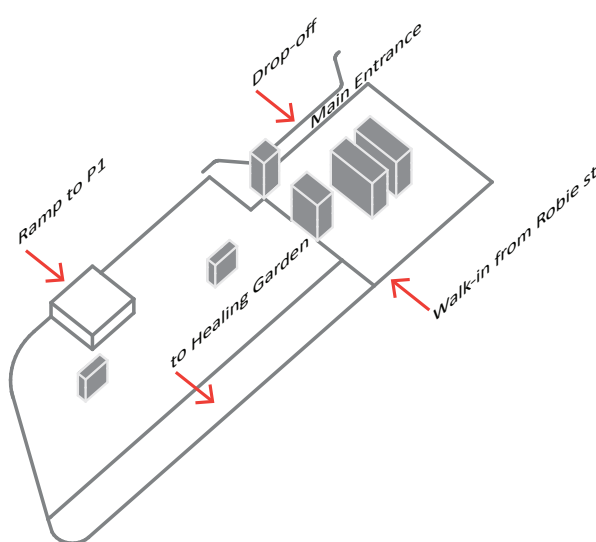 Drop-off
Main Entrance
Ramp to P1
Walk-in from Robie st
to Healing Garden